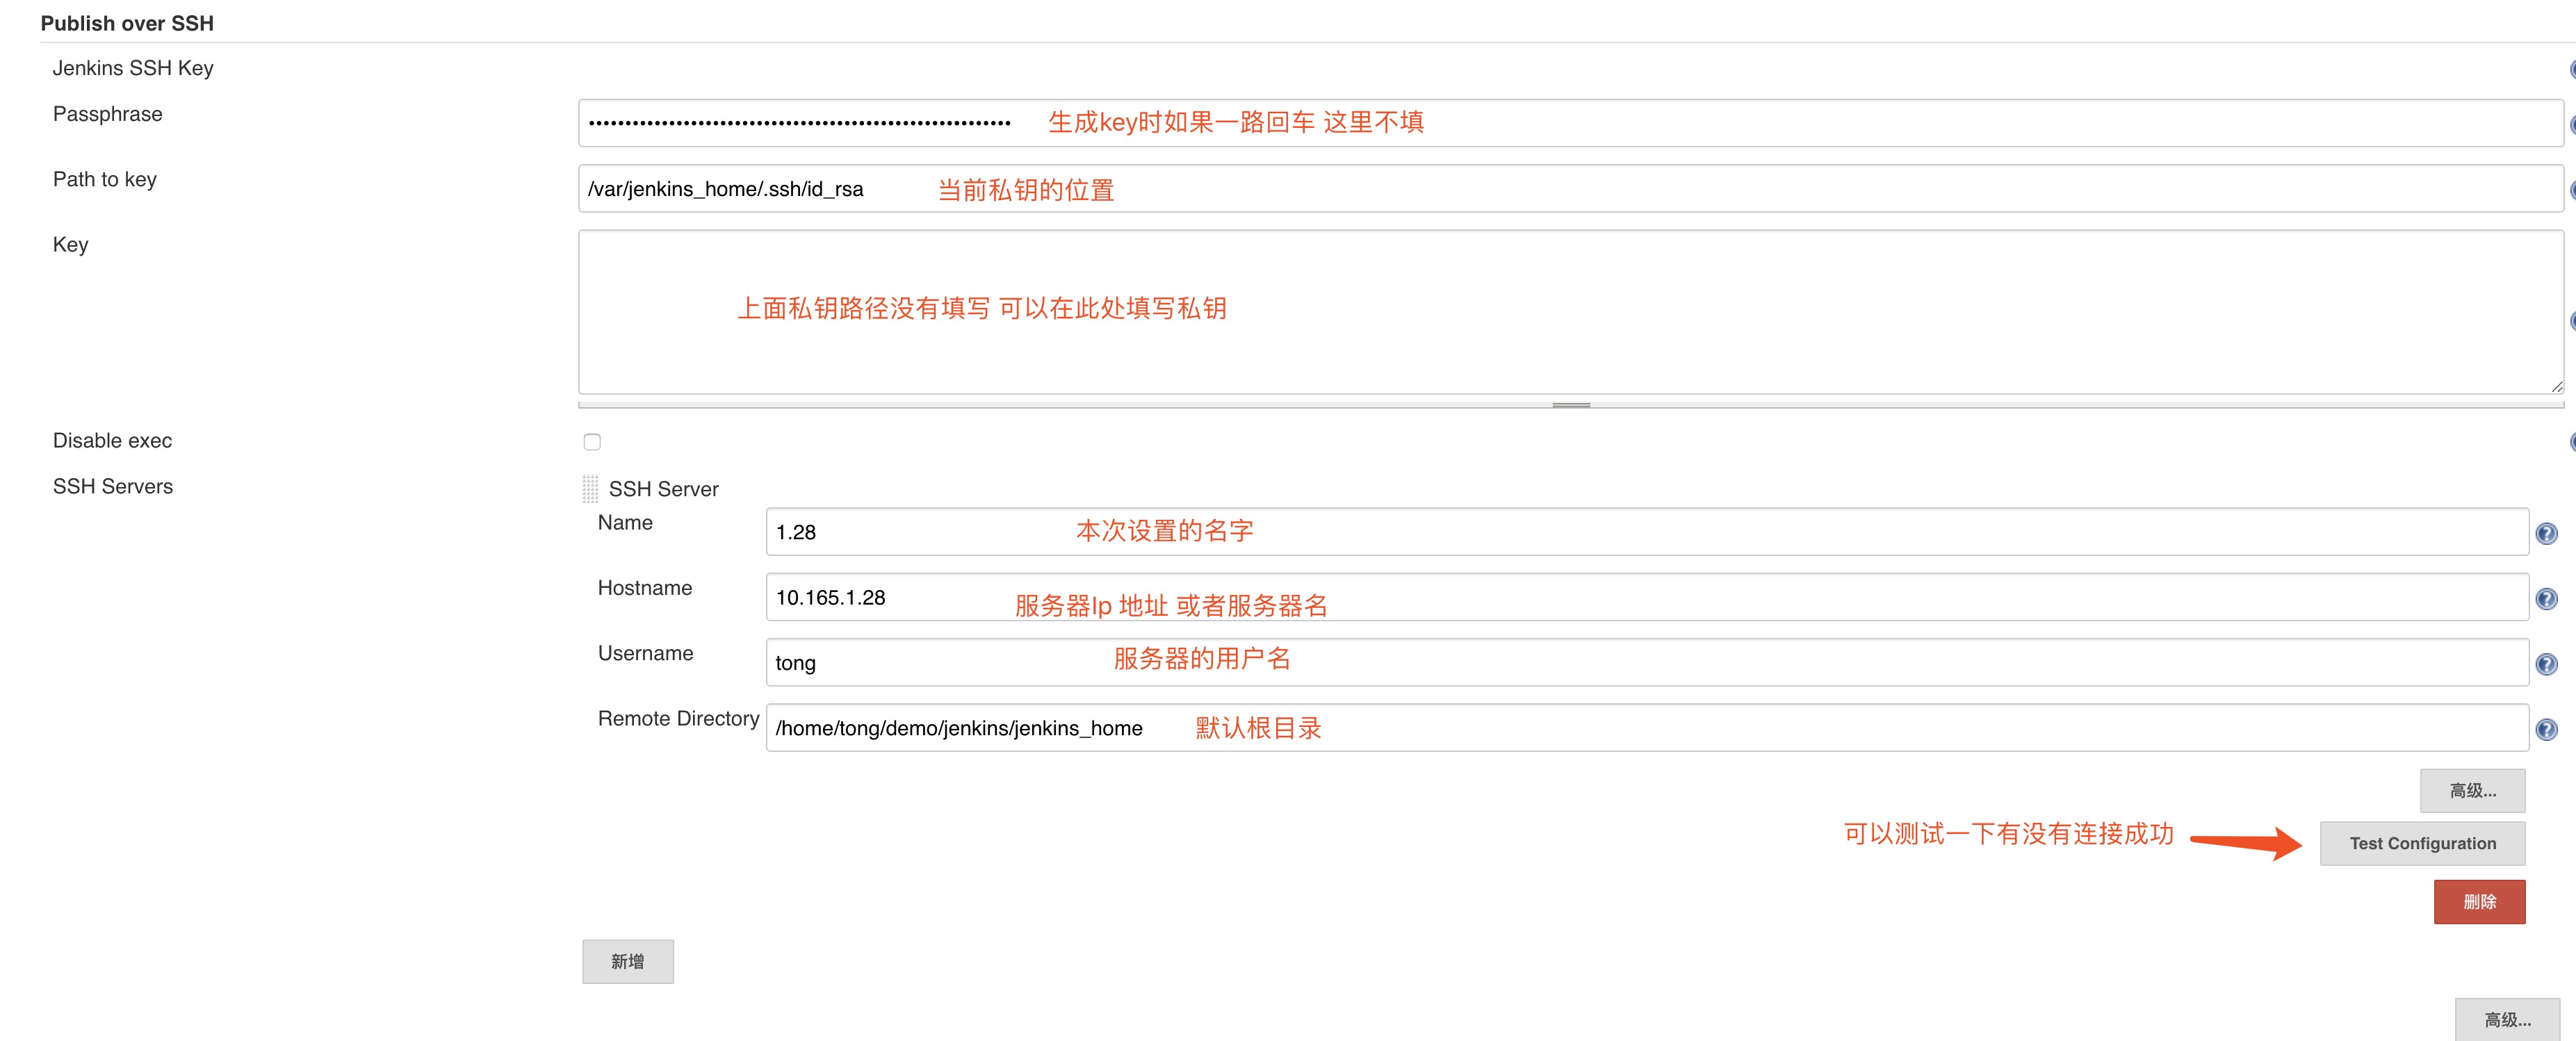 Publish over SSH
Jenkins SSH Key
Passphrase
•••••••••••••••••••••••••••••••••••••••••••••••••••••••••• 生成key时如果一路回车 这里不填
Path to key
/var/jenkins_home/.ssh/id_rsa 当前私钥的位置
Key
上面私钥路径没有填写 可以在此处填写私钥
Disable exec
SSH Servers
SSH Server
Name
1.28 本次设置的名字
Hostname
10.165.1.28 服务器Ip 地址 或者服务器名
Username
tong 服务器的用户名
Remote Directory
/home/tong/demo/jenkins/jenkins_home 默认根目录
高级...
可以测试一下有没有连接成功
Test Configuration
删除
新增
高级...